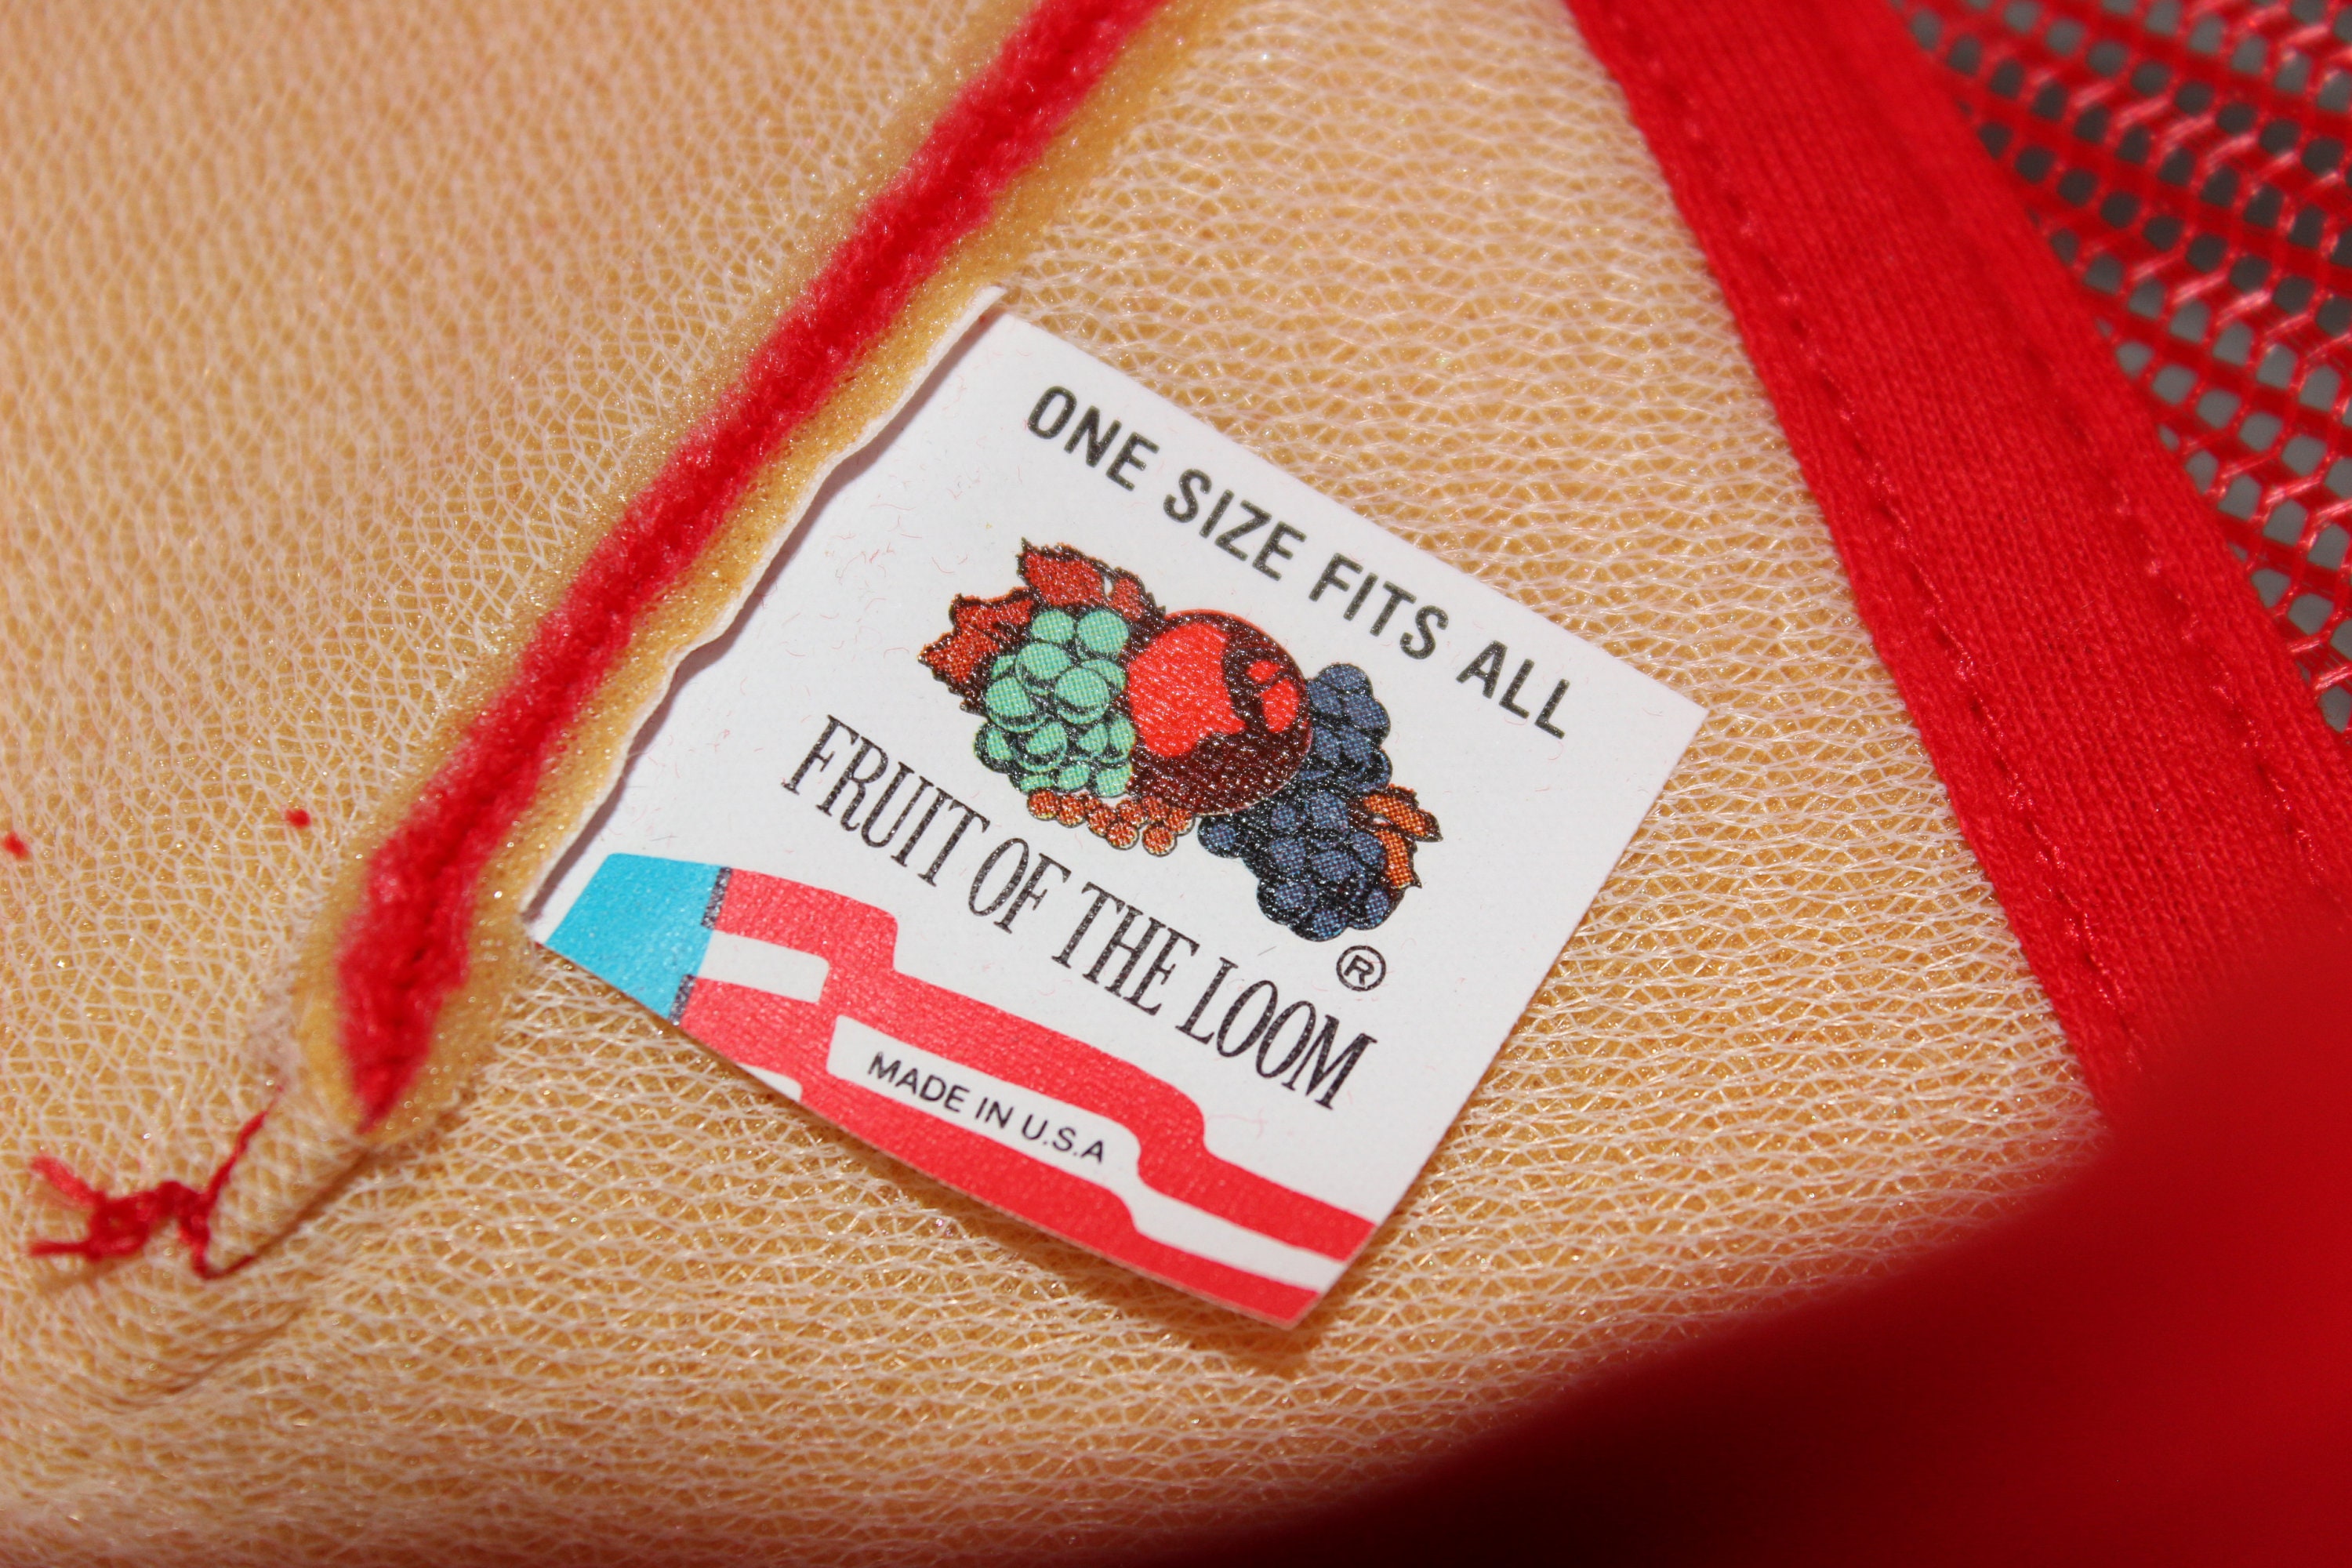 ONE SIZE FITS ALL
FRUIT OF THE LOOM
®
MADE IN U.S.A